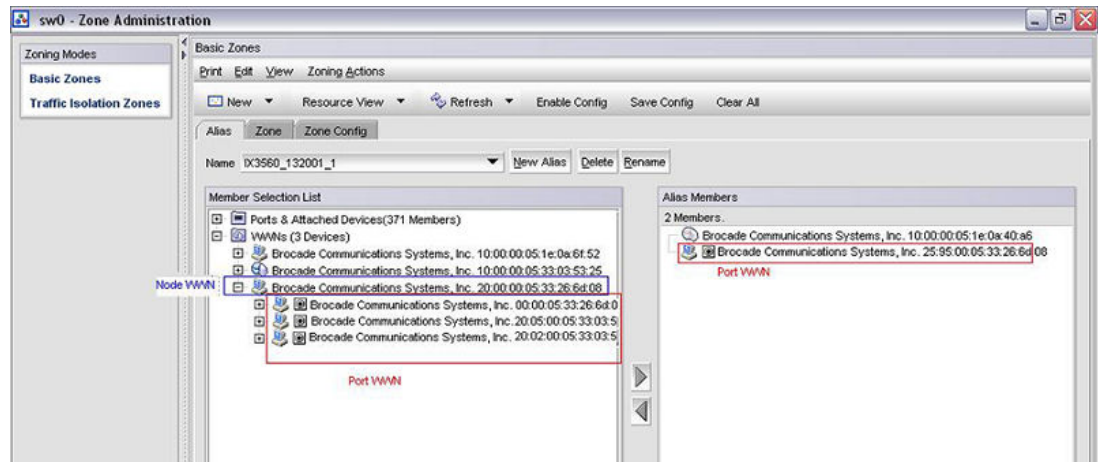 sw0 - Zone Administration
Zoning Modes
Basic Zones
Traffic Isolation Zones
Basic Zones
Print Edit View Zoning Actions
New Resource View Refresh Enable Config Save Config Clear All
Alias Zone Zone Config
Name IX3560_132001_1 New Alias Delete Rename
Member Selection List
Ports & Attached Devices(371 Members)
WWNs (3 Devices)
Brocade Communications Systems, Inc. 10:00:00:05:1e:0a:6f:52
Brocade Communications Systems, Inc. 10:00:00:05:33:03:53:25
Node WWN
Brocade Communications Systems, Inc. 20:00:00:05:33:26:6d:08
Brocade Communications Systems, Inc. 00:00:05:33:26:6d:0
Brocade Communications Systems, Inc. 20:05:00:05:33:03:5
Brocade Communications Systems, Inc. 20:02:00:05:33:03:5
Port WWN
Alias Members
2 Members.
Brocade Communications Systems, Inc. 10:00:00:05:1e:0a:40:a6
Brocade Communications Systems, Inc. 25:95:00:05:33:26:6d:08
Port WWN